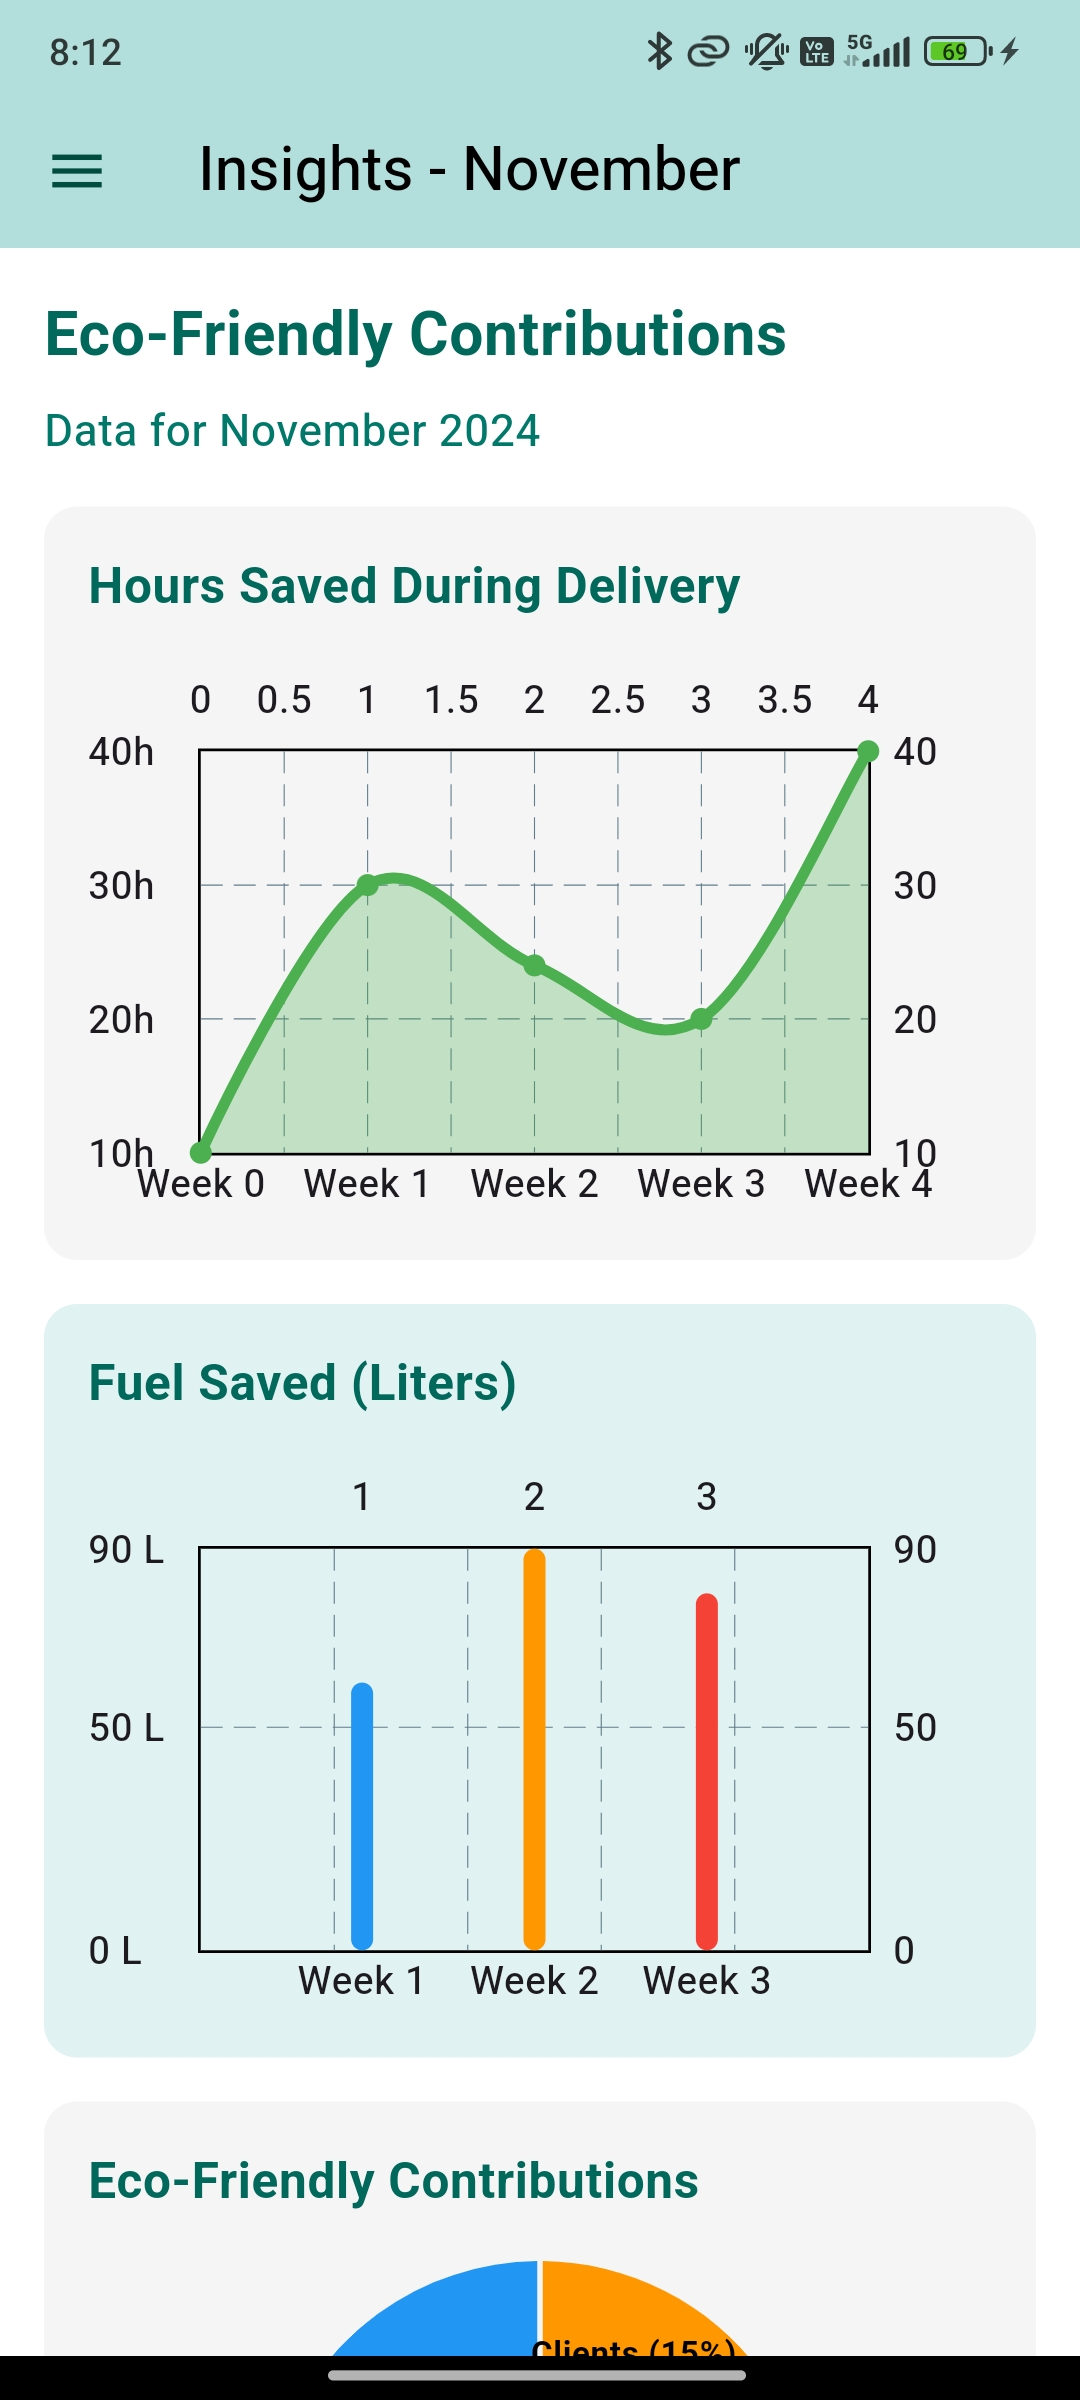 8:12
Vo LTE 5G 69
Insights - November
Eco-Friendly Contributions
Data for November 2024
Hours Saved During Delivery
0 0.5 1 1.5 2 2.5 3 3.5 4
40h 40
30h 30
20h 20
10h 10
Week 0 Week 1 Week 2 Week 3 Week 4
Fuel Saved (Liters)
1 2 3
90 L 90
50 L 50
0 L 0
Week 1 Week 2 Week 3
Eco-Friendly Contributions
Clients (15%)